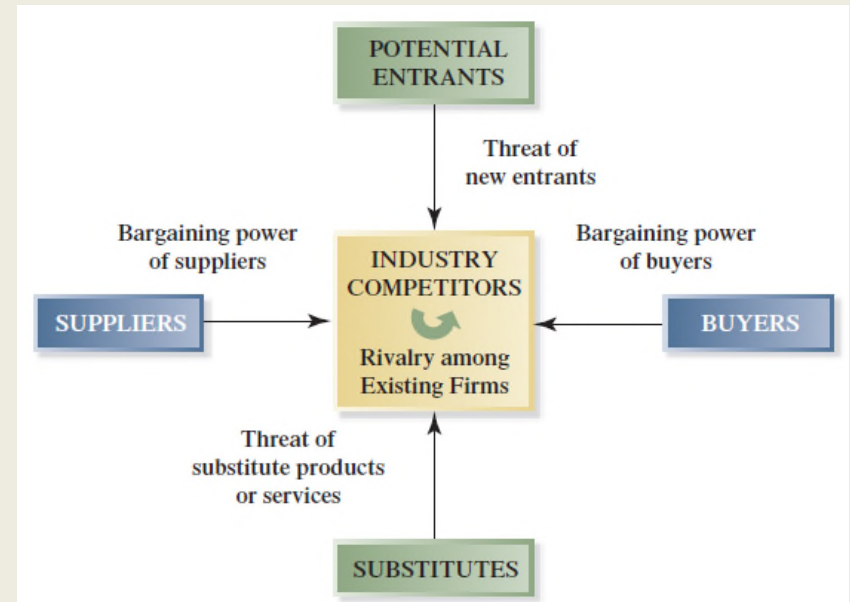 POTENTIAL
ENTRANTS
Threat of
new entrants
Bargaining power
of suppliers
Bargaining power
of buyers
SUPPLIERS
INDUSTRY
COMPETITORS
Rivalry among
Existing Firms
BUYERS
Threat of
substitute products
or services
SUBSTITUTES